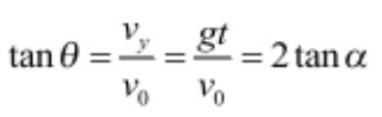 tan θ = v_y / v_0 = gt / v_0 = 2 tan α